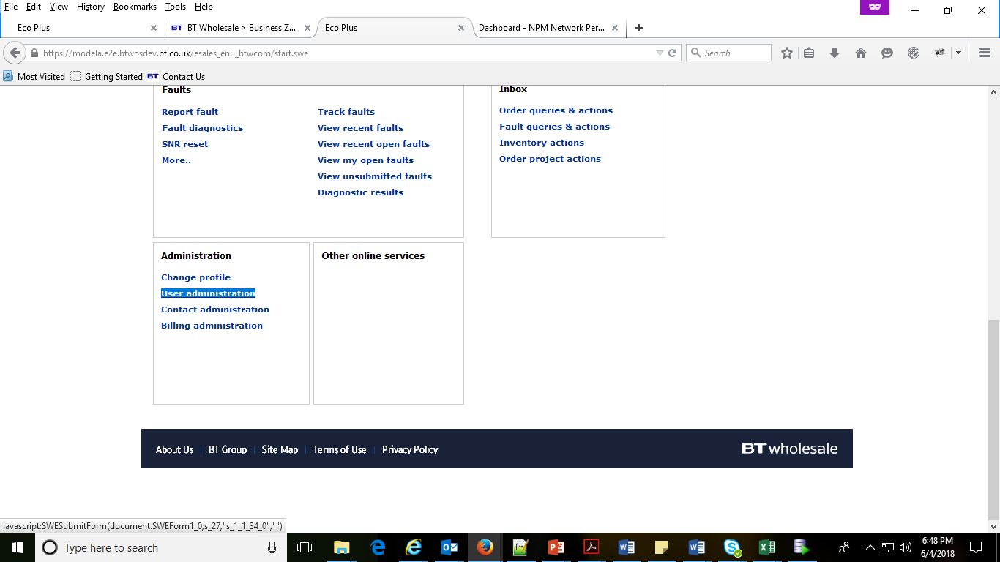 File Edit View History Bookmarks Tools Help
Eco Plus
BT BT Wholesale > Business Z...
Eco Plus
Dashboard - NPM Network Per...
https://modela.e2e.btwosdev.bt.co.uk/esales_enu_btwcom/start.swe
Search
Most Visited Getting Started BT Contact Us
Faults
Report fault
Fault diagnostics
SNR reset
More..
Track faults
View recent faults
View recent open faults
View my open faults
View unsubmitted faults
Diagnostic results
Inbox
Order queries & actions
Fault queries & actions
Inventory actions
Order project actions
Administration
Change profile
User administration
Contact administration
Billing administration
Other online services
About Us | BT Group | Site Map | Terms of Use | Privacy Policy
BT wholesale
javascript:SWESubmitForm(document.SWEForm1_0,s_27,"s_1_1_34_0","")
Type here to search
6:48 PM
6/4/2018